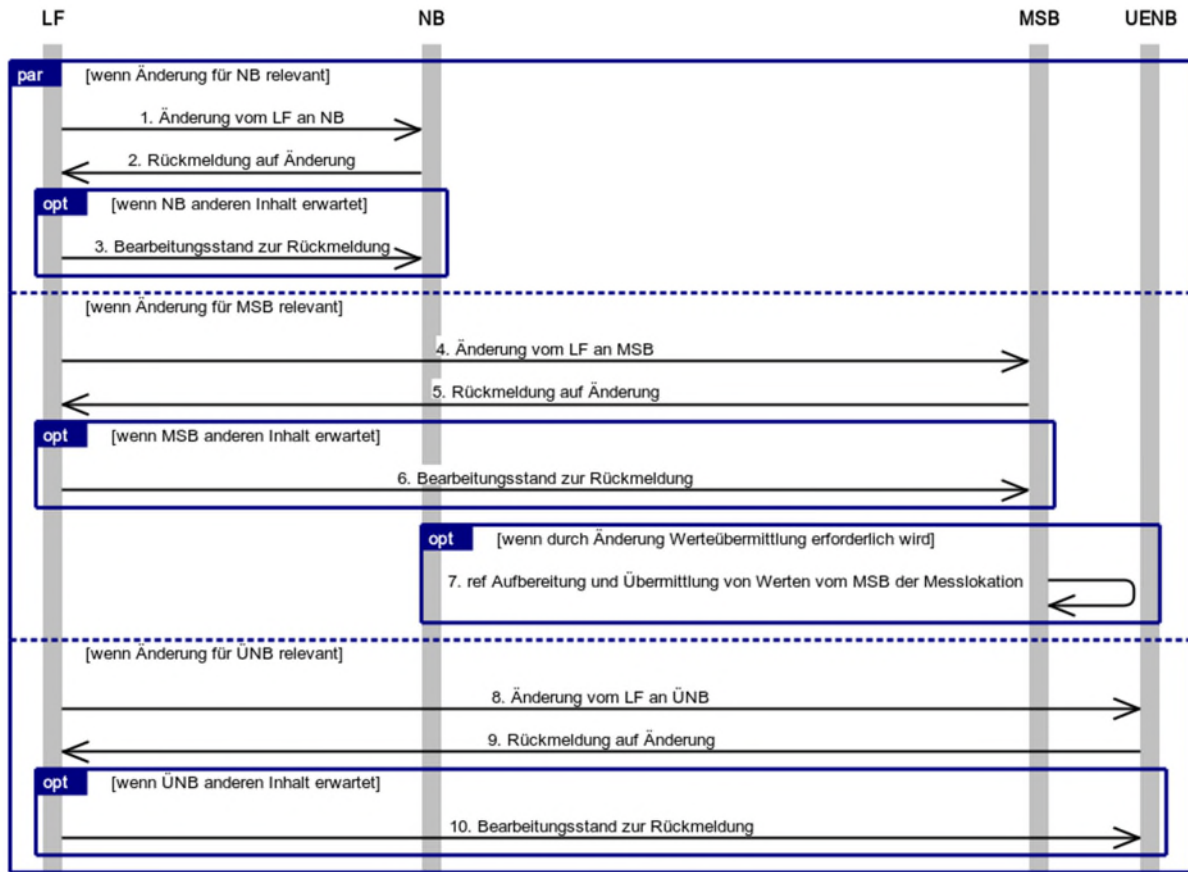 LF NB MSB UENB
par [wenn Änderung für NB relevant]
1. Änderung vom LF an NB
2. Rückmeldung auf Änderung
opt [wenn NB anderen Inhalt erwartet]
3. Bearbeitungsstand zur Rückmeldung
[wenn Änderung für MSB relevant]
4. Änderung vom LF an MSB
5. Rückmeldung auf Änderung
opt [wenn MSB anderen Inhalt erwartet]
6. Bearbeitungsstand zur Rückmeldung
opt [wenn durch Änderung Werteübermittlung erforderlich wird]
7. ref Aufbereitung und Übermittlung von Werten vom MSB der Messlokation
[wenn Änderung für ÜNB relevant]
8. Änderung vom LF an ÜNB
9. Rückmeldung auf Änderung
opt [wenn ÜNB anderen Inhalt erwartet]
10. Bearbeitungsstand zur Rückmeldung